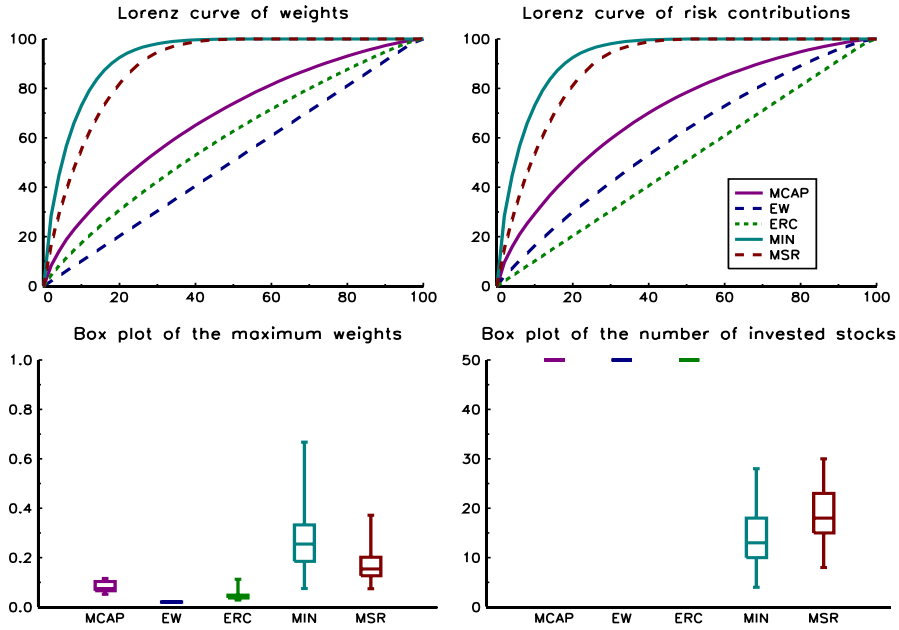 Lorenz curve of weights
100
80
60
40
20
0
0 20 40 60 80 100
Lorenz curve of risk contributions
100
80
60
40
20
0
0 20 40 60 80 100
MCAP
EW
ERC
MIN
MSR
Box plot of the maximum weights
1.0
0.8
0.6
0.4
0.2
0.0
MCAP EW ERC MIN MSR
Box plot of the number of invested stocks
50
40
30
20
10
0
MCAP EW ERC MIN MSR